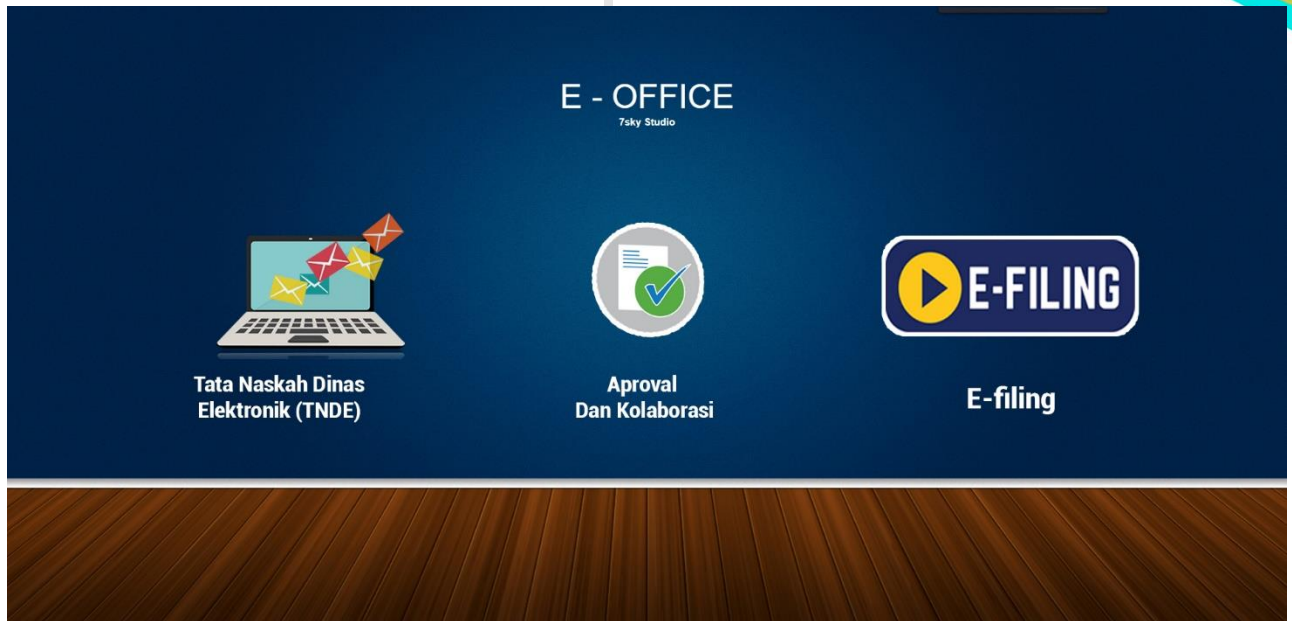 E - OFFICE
7sky Studio
E-FILING
Tata Naskah Dinas
Elektronik (TNDE)
Aproval
Dan Kolaborasi
E-filing